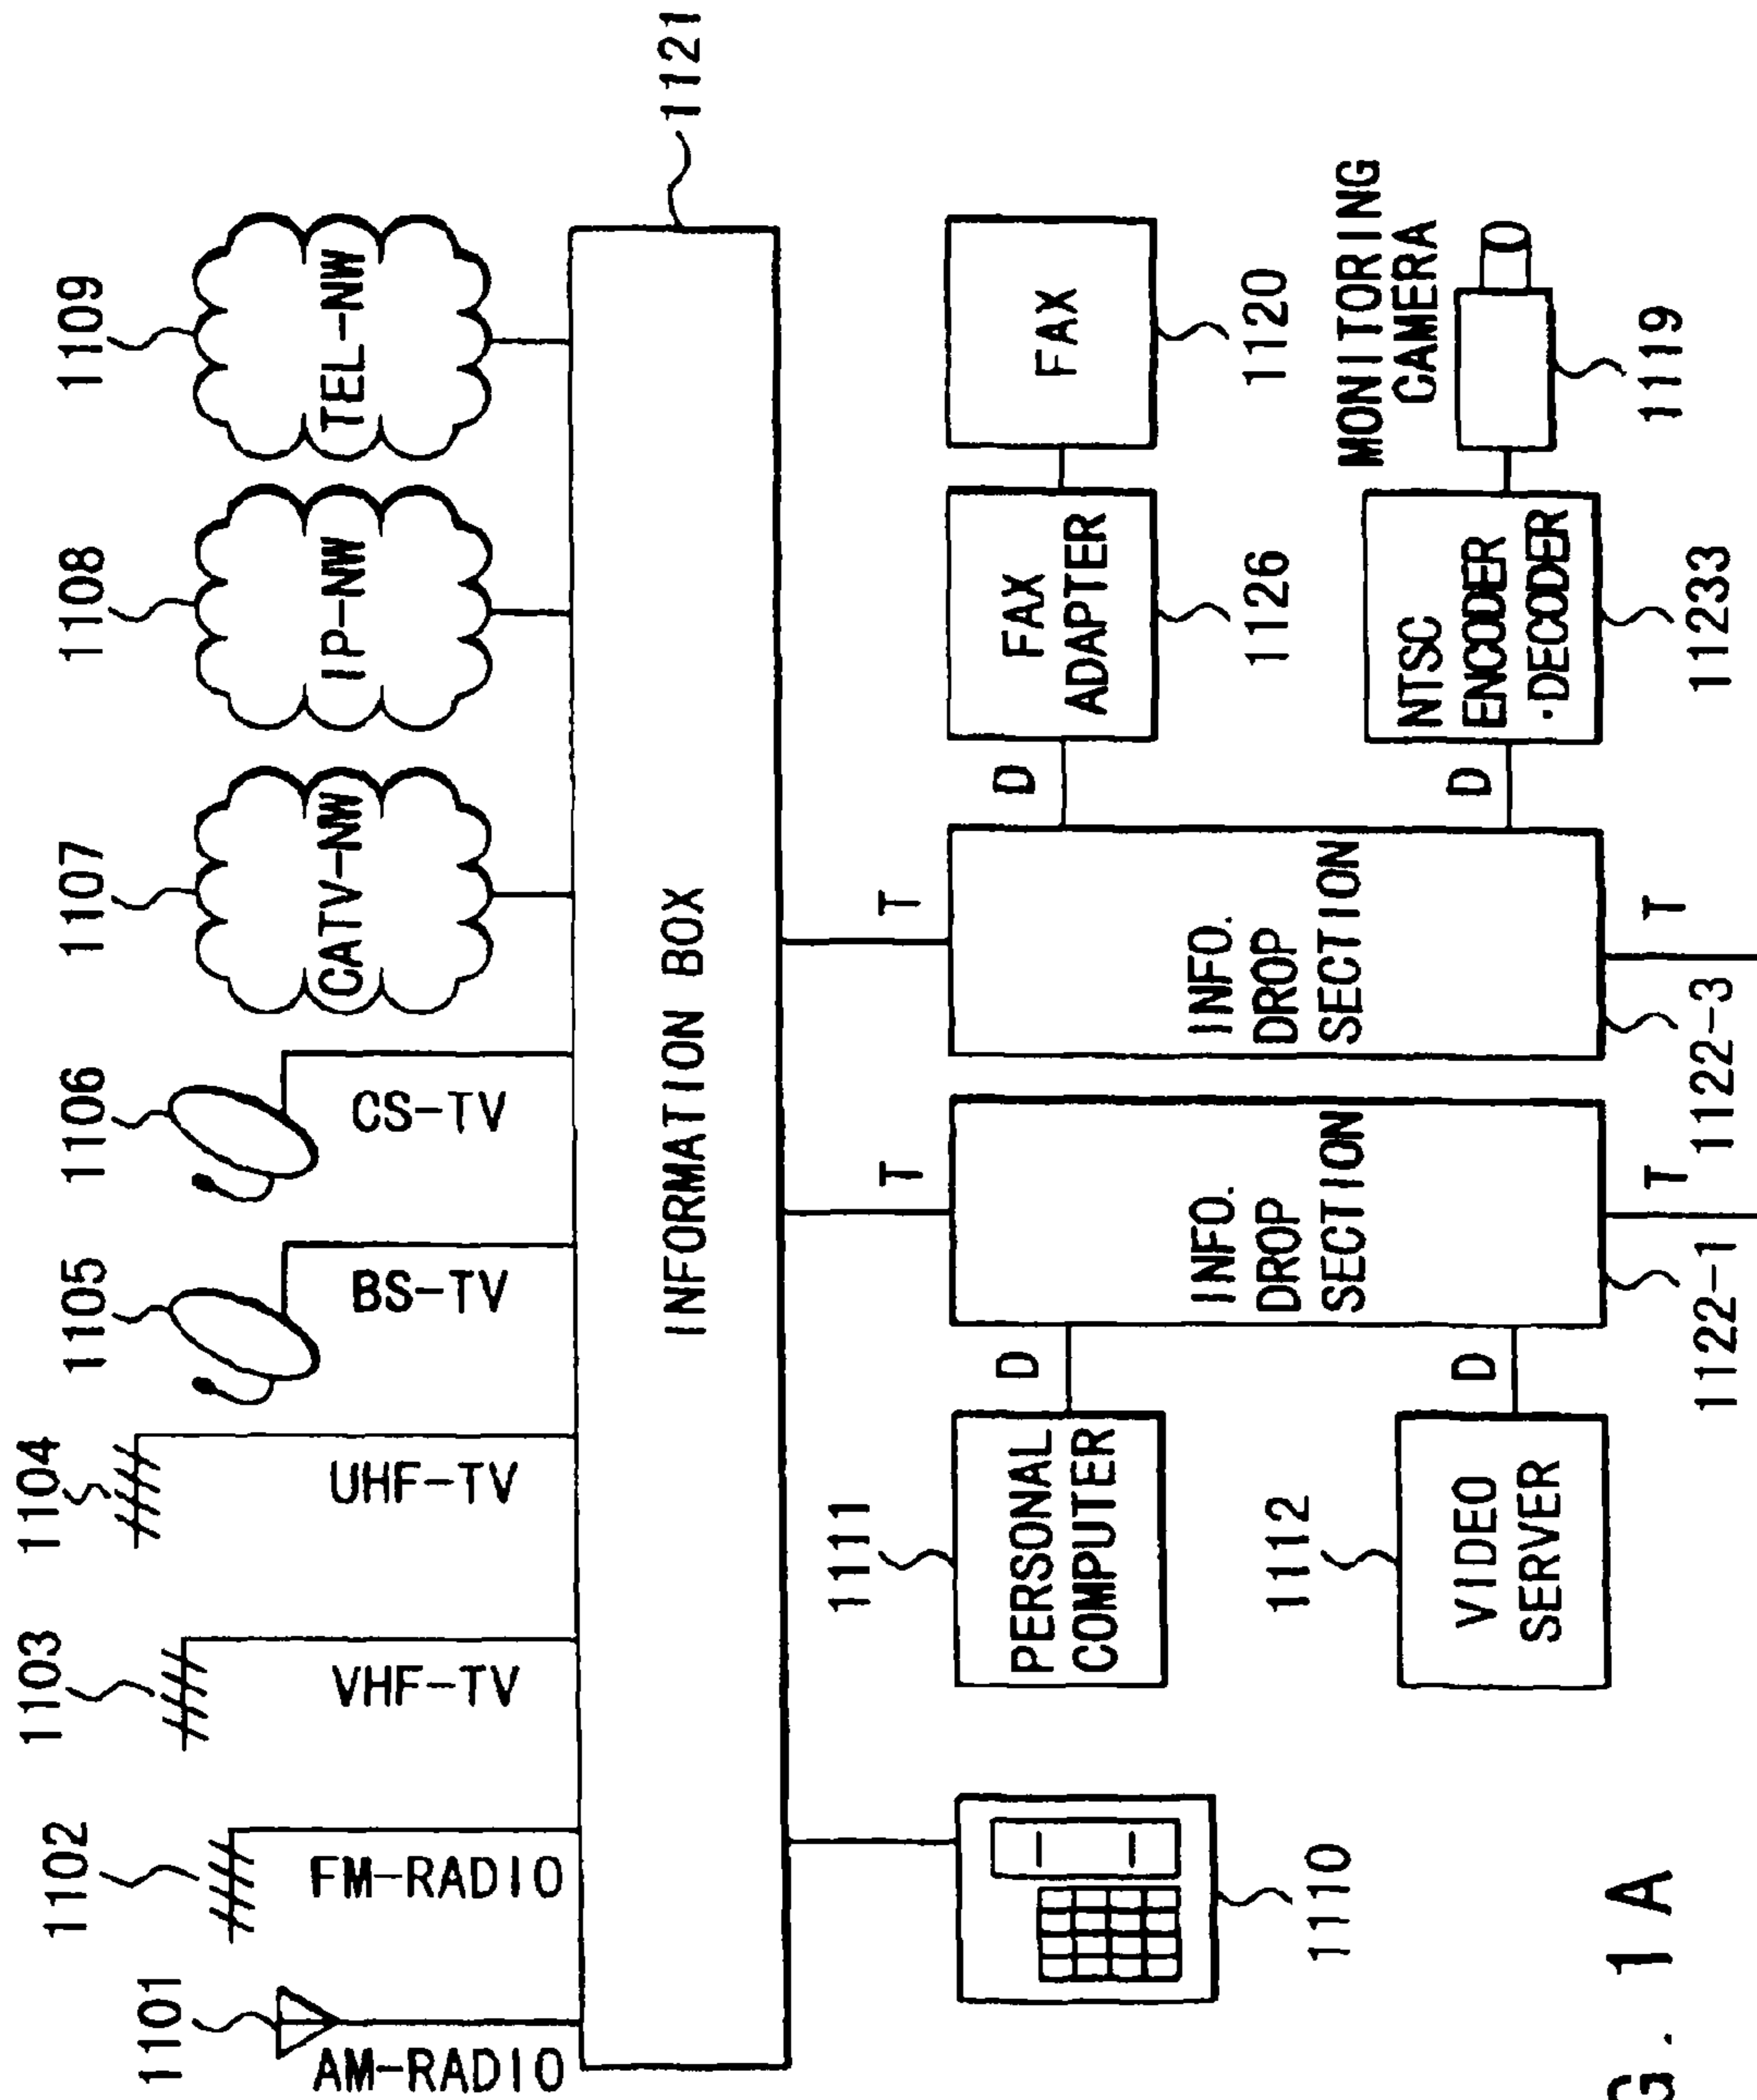 1101
AM-RADIO
1102
FM-RADIO
1103
VHF-TV
1104
UHF-TV
1105
BS-TV
1106
CS-TV
1107
CATV-NW
1108
IP-NW
1109
TEL-NW
INFORMATION BOX
1121
1110
1111
PERSONAL
COMPUTER
D
T
INFO.
DROP
SECTION
1112
VIDEO
SERVER
D
1122-1
T
T
INFO.
DROP
SECTION
1122-3
T
D
FAX
ADAPTER
1126
FAX
1120
D
NTSC
ENCODER
·DECODER
11233
MONITORING
CAMERA
1119
G. 1A